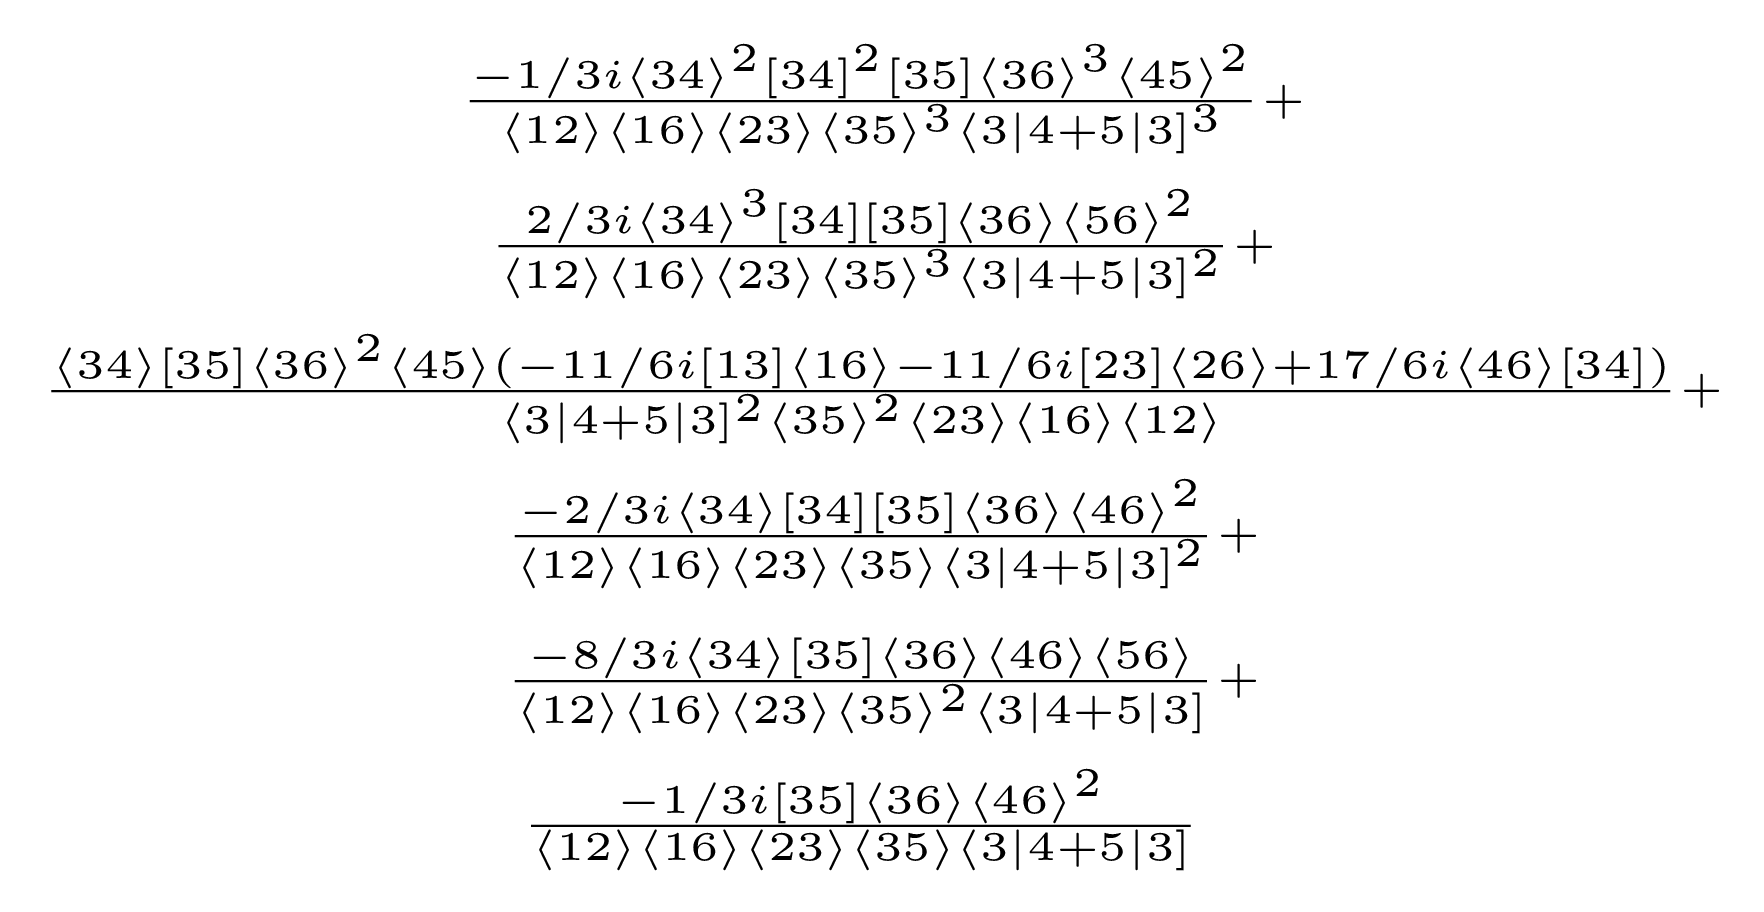 \frac{-1/3i⟨34⟩^2[34]^2[35]⟨36⟩^3⟨45⟩^2}{⟨12⟩⟨16⟩⟨23⟩⟨35⟩^3⟨3|4+5|3]^3}+
\frac{2/3i⟨34⟩^3[34][35]⟨36⟩⟨56⟩^2}{⟨12⟩⟨16⟩⟨23⟩⟨35⟩^3⟨3|4+5|3]^2}+
\frac{⟨34⟩[35]⟨36⟩^2⟨45⟩(-11/6i[13]⟨16⟩-11/6i[23]⟨26⟩+17/6i⟨46⟩[34])}{⟨3|4+5|3]^2⟨35⟩^2⟨23⟩⟨16⟩⟨12⟩}+
\frac{-2/3i⟨34⟩[34][35]⟨36⟩⟨46⟩^2}{⟨12⟩⟨16⟩⟨23⟩⟨35⟩⟨3|4+5|3]^2}+
\frac{-8/3i⟨34⟩[35]⟨36⟩⟨46⟩⟨56⟩}{⟨12⟩⟨16⟩⟨23⟩⟨35⟩^2⟨3|4+5|3]}+
\frac{-1/3i[35]⟨36⟩⟨46⟩^2}{⟨12⟩⟨16⟩⟨23⟩⟨35⟩⟨3|4+5|3]}